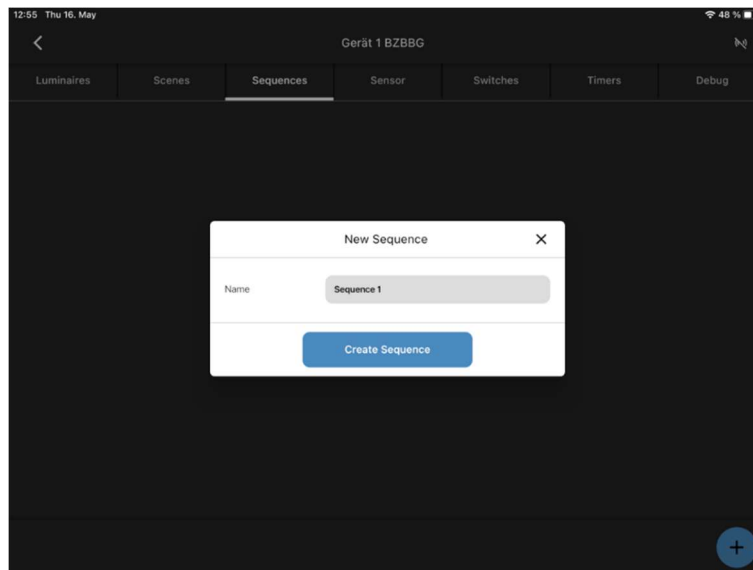 12:55 Thu 16. May 48 %
Gerät 1 BZBBG
Luminaires Scenes Sequences Sensor Switches Timers Debug
New Sequence
Name Sequence 1
Create Sequence